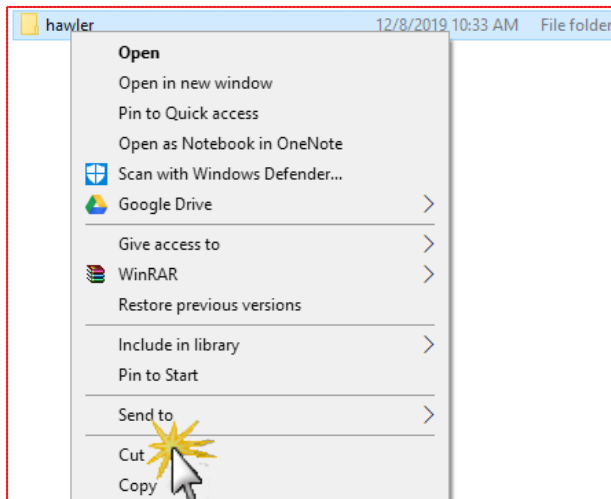 hawler 12/8/2019 10:33 AM File folder
Open
Open in new window
Pin to Quick access
Open as Notebook in OneNote
Scan with Windows Defender...
Google Drive
Give access to
WinRAR
Restore previous versions
Include in library
Pin to Start
Send to
Cut
Copy